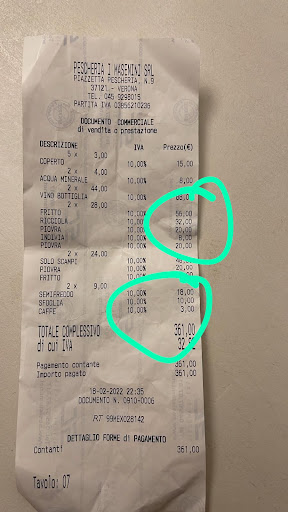 PESCHERIA I MASENINI SRL
PIAZZETTA PESCHERIA, N.9
37121 - VERONA
TEL. 045 9298015
PARTITA IVA 03856210235
DOCUMENTO COMMERCIALE
di vendita o prestazione
DESCRIZIONE IVA Prezzo(€)
5 x 3,00
COPERTO 10,00% 15,00
2 x 4,00
ACQUA MINERALE 10,00% 8,00
2 x 44,00
VINO BOTTIGLIA 10,00% 88,00
2 x 28,00
FRITTO 10,00% 56,00
RICCIOLA 10,00% 32,00
PIOVRA 10,00% 20,00
INDIVIA 10,00% 8,00
PIOVRA 10,00% 20,00
2 x 24,00
SOLO SCAMPI 10,00% 48,00
PIOVRA 10,00% 20,00
FRITTO 10,00%
2 x 9,00
SEMIFREDDO 10,00% 18,00
SFOGLIA 10,00% 10,00
CAFFE' 10,00% 3,00
TOTALE COMPLESSIVO 361,00
di cui IVA 32,82
Pagamento contante 361,00
Importo pagato 361,00
18-02-2022 22:35
DOCUMENTO N. 0910-0006
RT 99MEX028142
DETTAGLIO FORME di PAGAMENTO
Contanti 361,00
Tavolo: 07